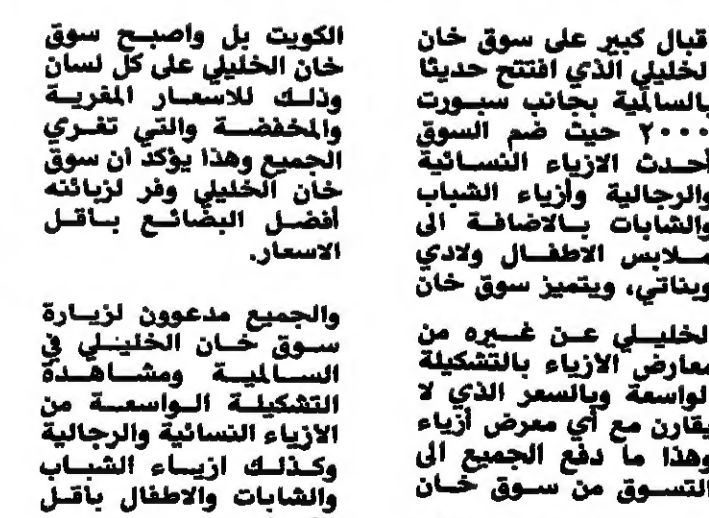 قبال كبير على سوق خان
لخليلي الذي افتتح حديثا
بالسالمية بجانب سبورت
٢٠٠٠ حيث ضم السوق
أحدث الازياء النسائية
والرجالية وأزياء الشباب
والشابات بالاضافة الى
ملابس الاطفال ولادي
وبناتي، ويتميز سوق خان
لخليلي عن غيره من
معارض الازياء بالتشكيلة
لواسعة وبالسعر الذي لا
يقارن مع أي معرض أزياء
وهذا ما دفع الجميع الى
التسوق من سوق خان
الكويت بل واصبح سوق
خان الخليلي على كل لسان
وذلك للاسعار المغرية
والمخفضة والتي تغري
الجميع وهذا يؤكد ان سوق
خان الخليلي وفر لزبائنه
أفضل البضائع باقل
الاسعار.
والجميع مدعوون لزيارة
سوق خان الخليلي في
السالمية ومشاهدة
التشكيلة الواسعة من
الازياء النسائية والرجالية
وكذلك ازياء الشباب
والشابات والاطفال بأقل